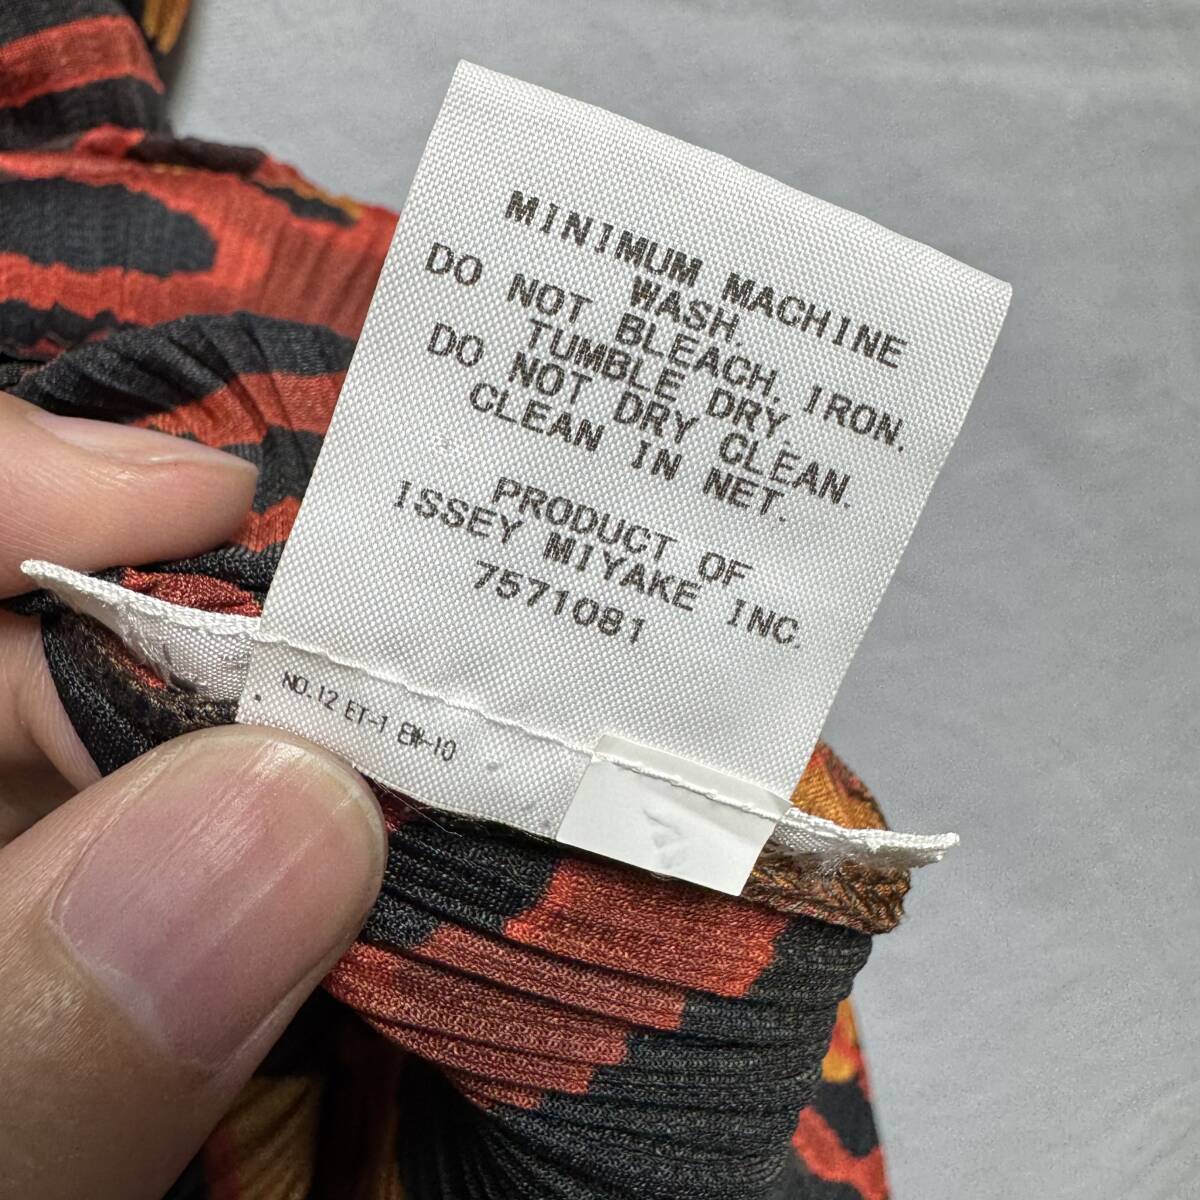 MINIMUM MACHINE
WASH.
DO NOT BLEACH, IRON.
TUMBLE DRY.
DO NOT DRY CLEAN.
CLEAN IN NET.
PRODUCT OF
ISSEY MIYAKE INC.
7571081
NO.12 ET-1 EW-10